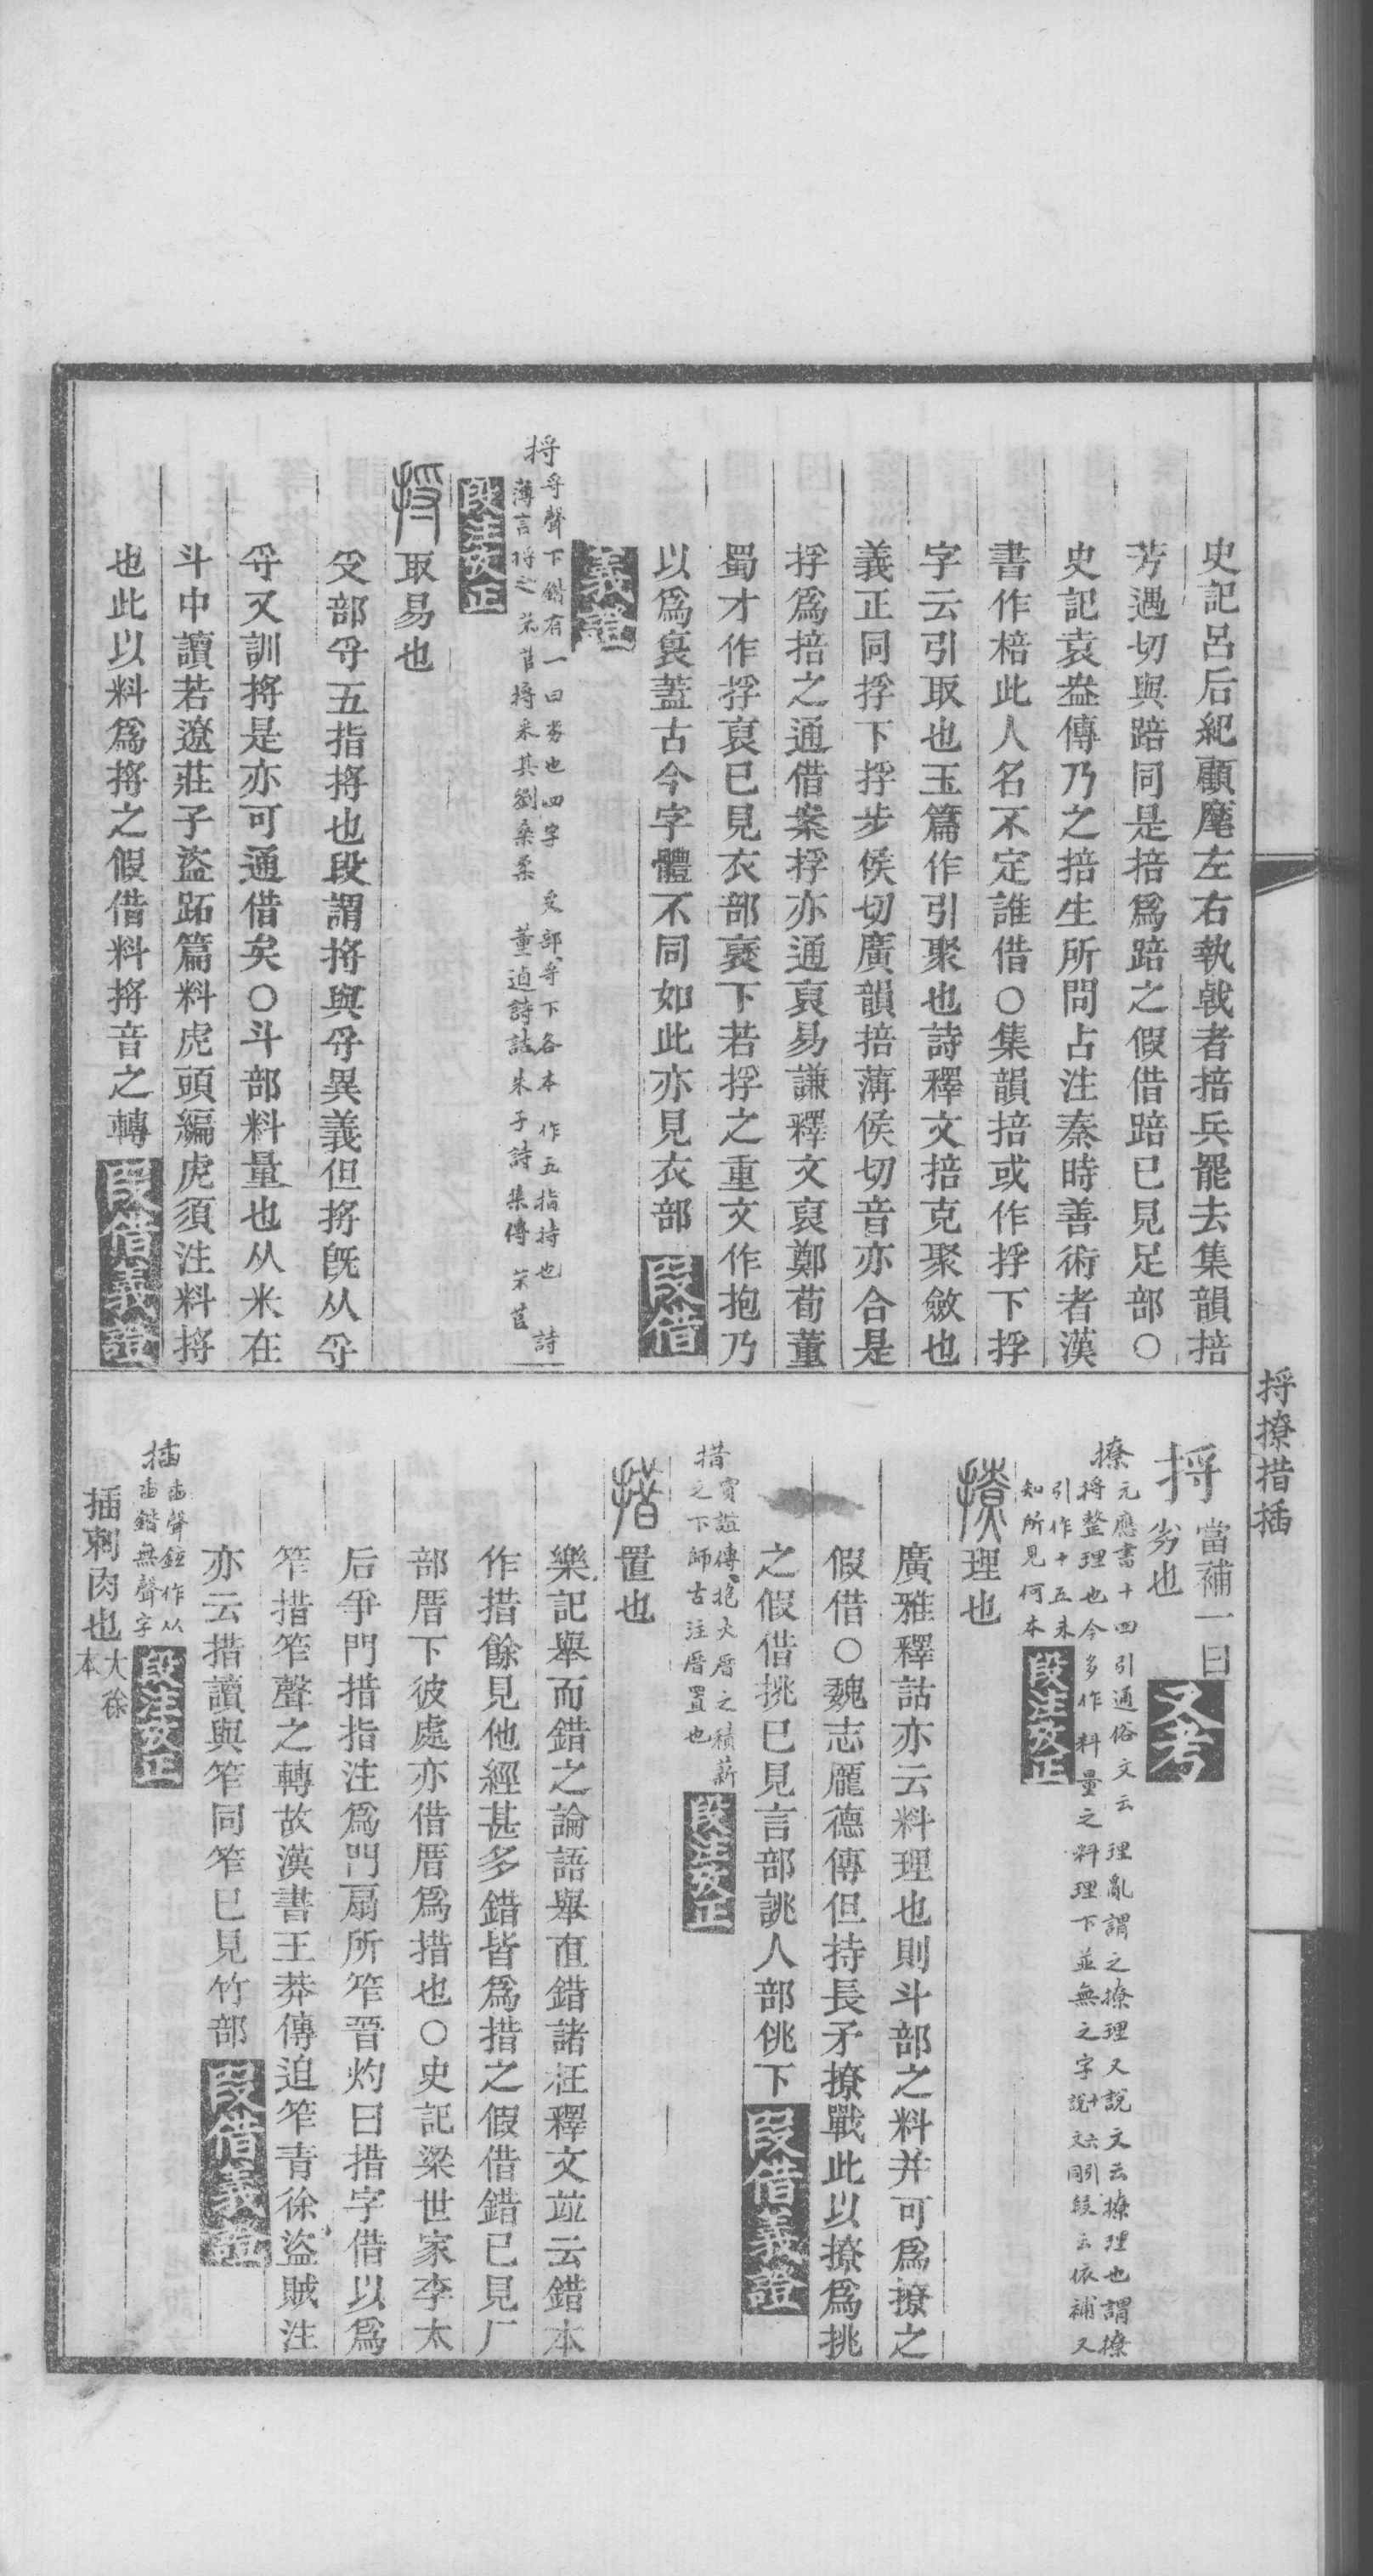 史記呂后紀顧麾左右執戟者掊兵罷去集韻掊
芳遇切與踣同是掊爲踣之假借踣已見足部○
史記袁盎傳乃之掊生所問占注秦時善術者漢
書作棓此人名不定誰借○集韻掊或作捊下捊
字云引取也玉篇作引聚也詩釋文掊克聚斂也
義正同捊下捊步侯切廣韻掊薄侯切音亦合是
捊爲掊之通借案捊亦通裒易謙釋文裒鄭荀董
蜀才作捊裒已見衣部褎下若捊之重文作抱乃
以爲裒蓋古今字體不同如此亦見衣部 叚借
義證
捋
寽聲下鍇有一曰劣也四字 𠬪部寽下各本作五指持也 詩
薄言捋之 芣苢捋采其劉桑柔 董逌詩詁朱子詩集傳芣苢
段注攷正
捋
取易也
𠬪部寽五指捋也段謂捋與寽異義但捋既从寽
寽又訓捋是亦可通借矣○斗部料量也从米在
斗中讀若遼莊子盜跖篇料虎頭編虎須注料捋
也此以料爲捋之假借料捋音之轉 叚借義證
捋撩措插
捋 當補一曰
劣也 又考
撩
元應書十四引通俗文云理亂謂之撩理又說文云撩理也謂撩
捋整理也今多作料量之料理下並無之字說文十六引同段云依補又
引作十五未
知所見何本
段注攷正
撩
理也
廣雅釋詁亦云料理也則斗部之料并可爲撩之
假借○魏志龐德傳但持長矛撩戰此以撩爲挑
之假借挑已見言部誂人部佻下 叚借義證
措
賈誼傳抱火厝之積薪
之下師古注厝置也
段注攷正
措
置也
樂記舉而錯之論語舉直錯諸枉釋文竝云錯本
作措餘見他經甚多錯皆爲措之假借錯已見厂
部厝下彼處亦借厝爲措也○史記梁世家李太
后爭門措指注爲門扇所笮晉灼曰措字借以爲
笮措笮聲之轉故漢書王莽傳迫笮青徐盜賊注
亦云措讀與笮同笮已見竹部 叚借義證
插
臿聲鉉作从
臿鍇無聲字
段注攷正
插刺肉也 大徐
本